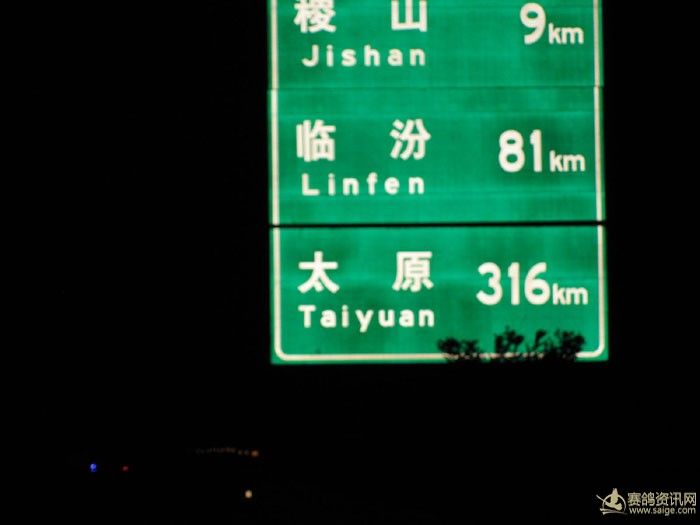 稷山 9km
Jishan
临汾 81km
Linfen
太原 316km
Taiyuan
赛鸽资讯网
www.saige.com